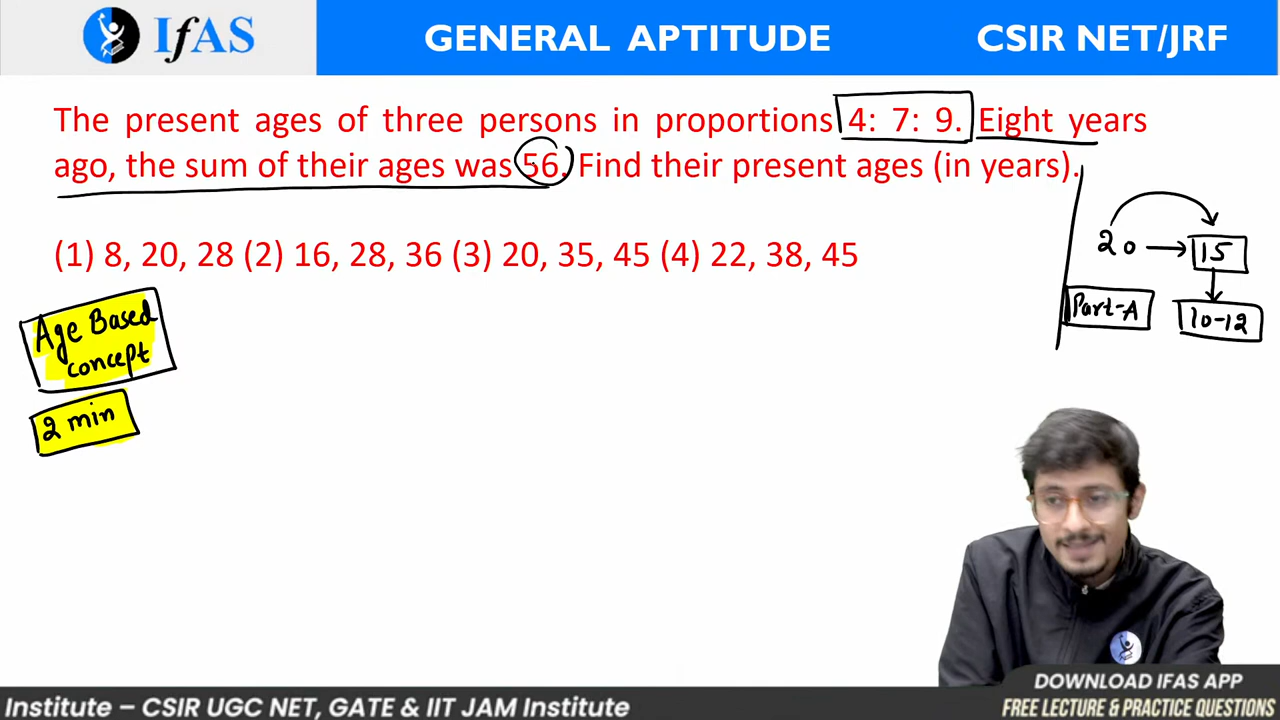 IfAS
GENERAL APTITUDE
CSIR NET/JRF
The present ages of three persons in proportions 4: 7: 9. Eight years
ago, the sum of their ages was 56. Find their present ages (in years).
(1) 8, 20, 28 (2) 16, 28, 36 (3) 20, 35, 45 (4) 22, 38, 45
20 → 15
Part-A
10-12
Age Based
concept
2 min
DOWNLOAD IFAS APP
Institute – CSIR UGC NET, GATE & IIT JAM Institute
FREE LECTURE & PRACTICE QUESTIONS